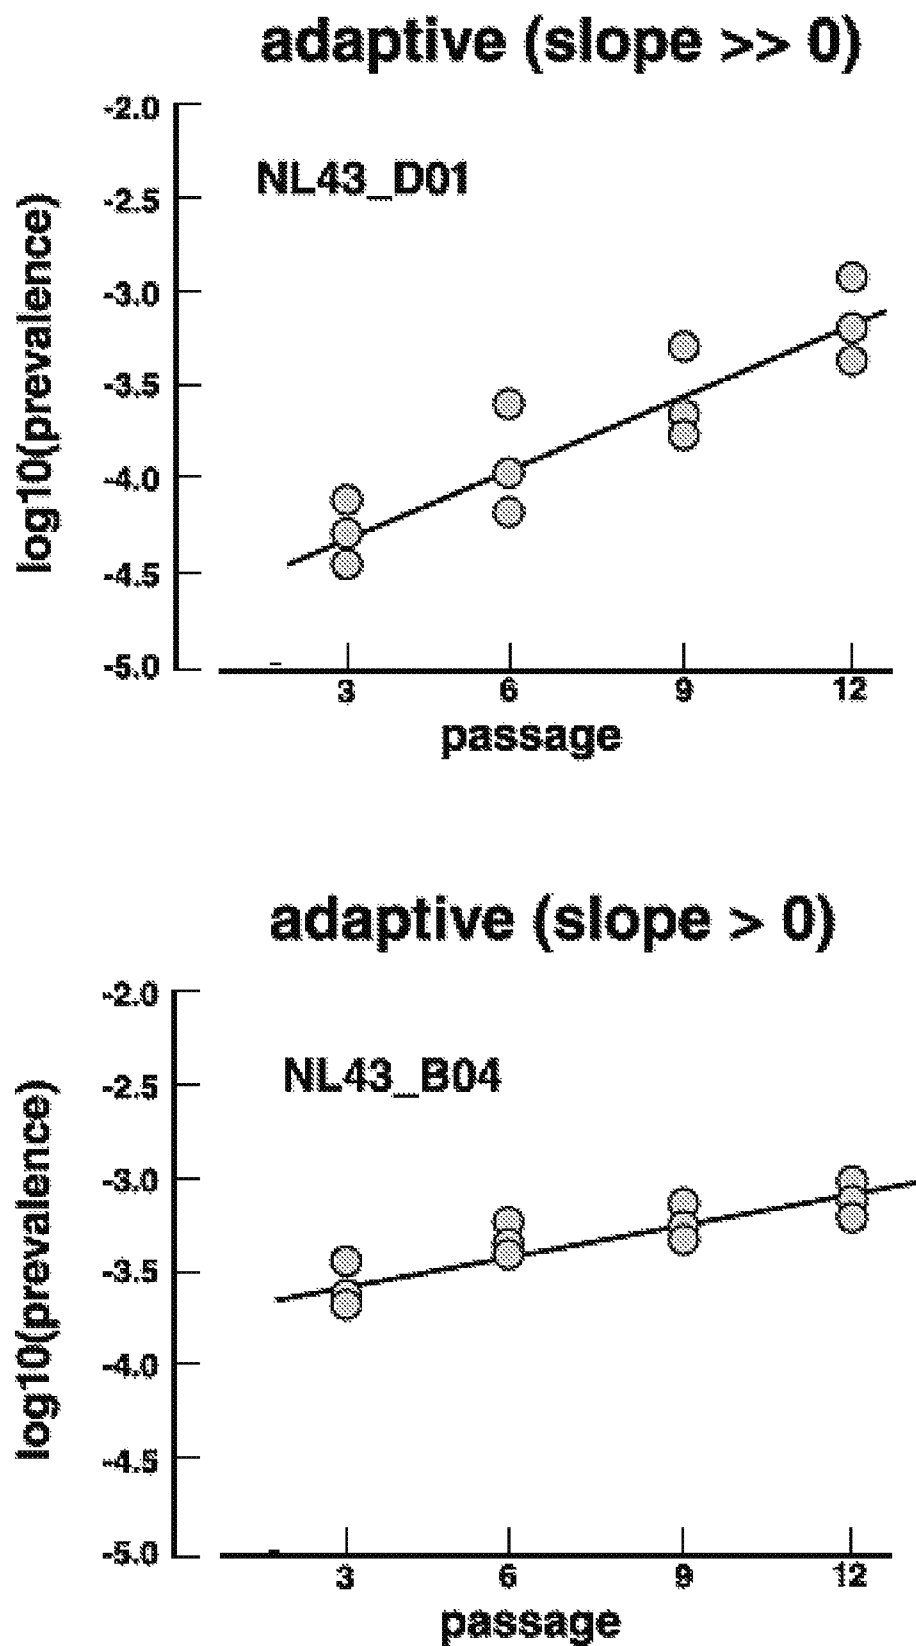 adaptive (slope >> 0)
-2.0
NL43_D01
-2.5
-3.0
-3.5
-4.0
-4.5
-5.0
log10(prevalence)
3 6 9 12
passage
adaptive (slope > 0)
-2.0
NL43_B04
-2.5
-3.0
-3.5
-4.0
-4.5
-5.0
log10(prevalence)
3 6 9 12
passage